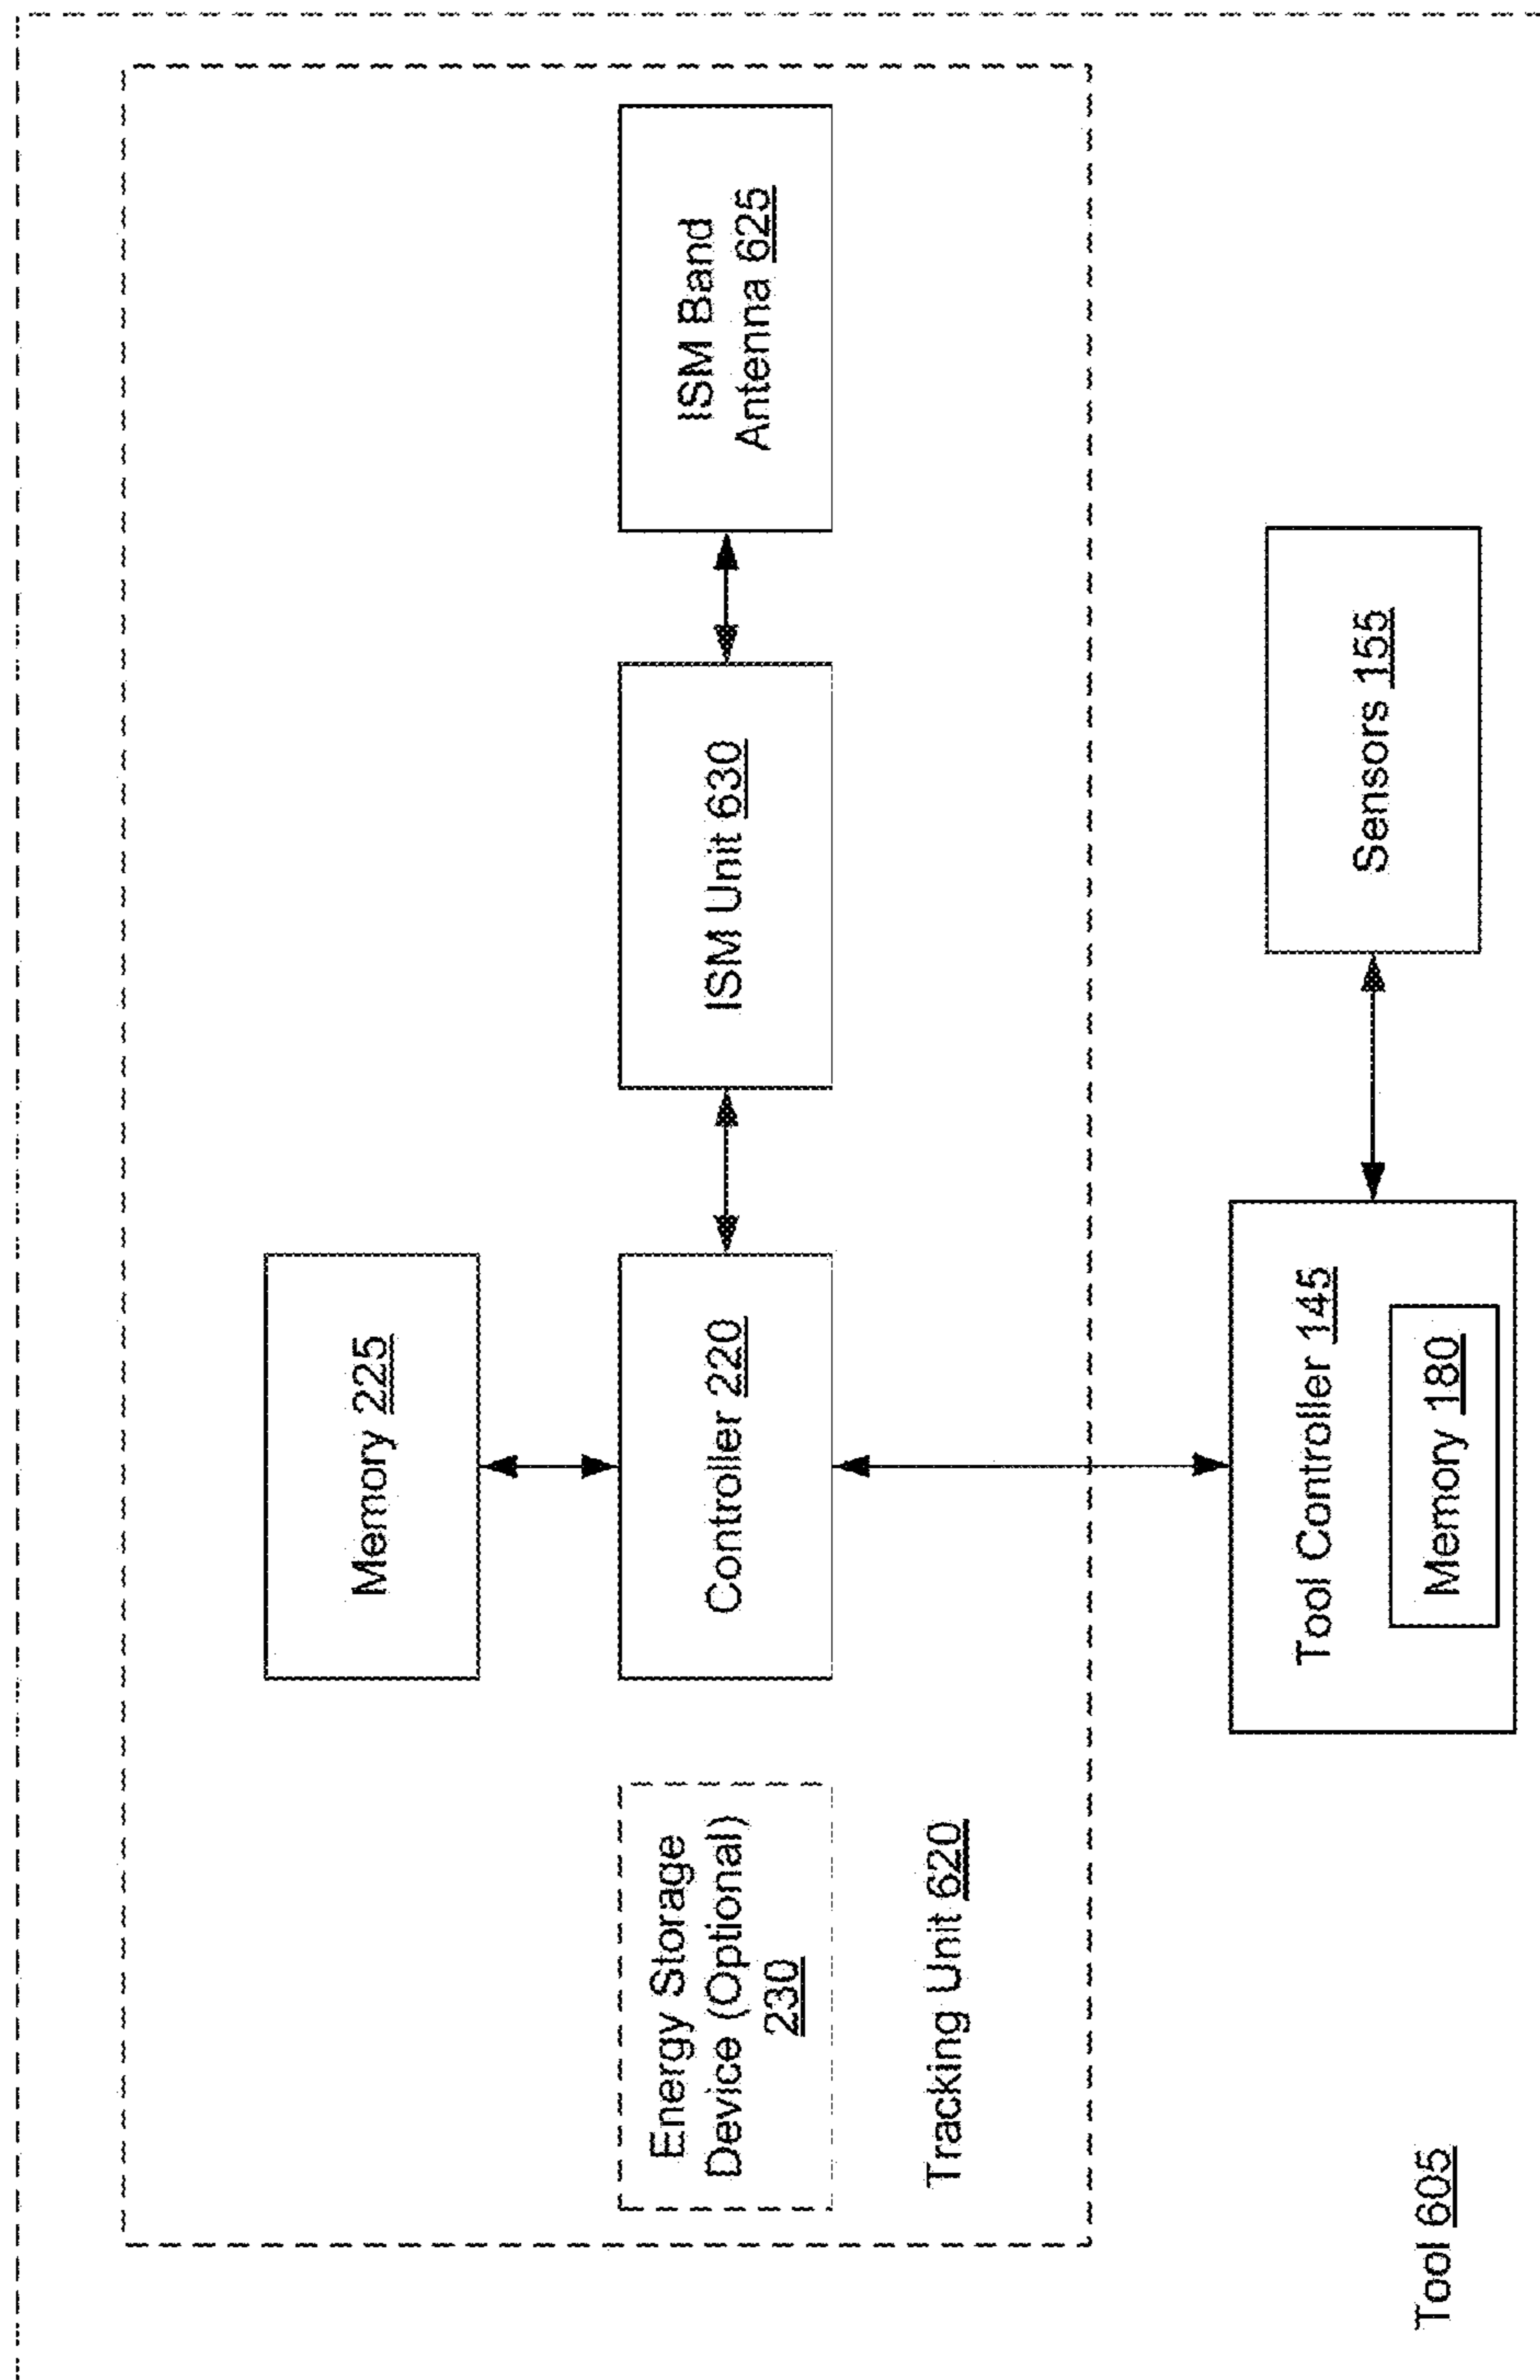 Memory 225
Energy Storage
Device (Optional)
230
Controller 220
ISM Unit 630
ISM Band
Antenna 625
Tracking Unit 620
Tool Controller 145
Memory 180
Sensors 155
Tool 605